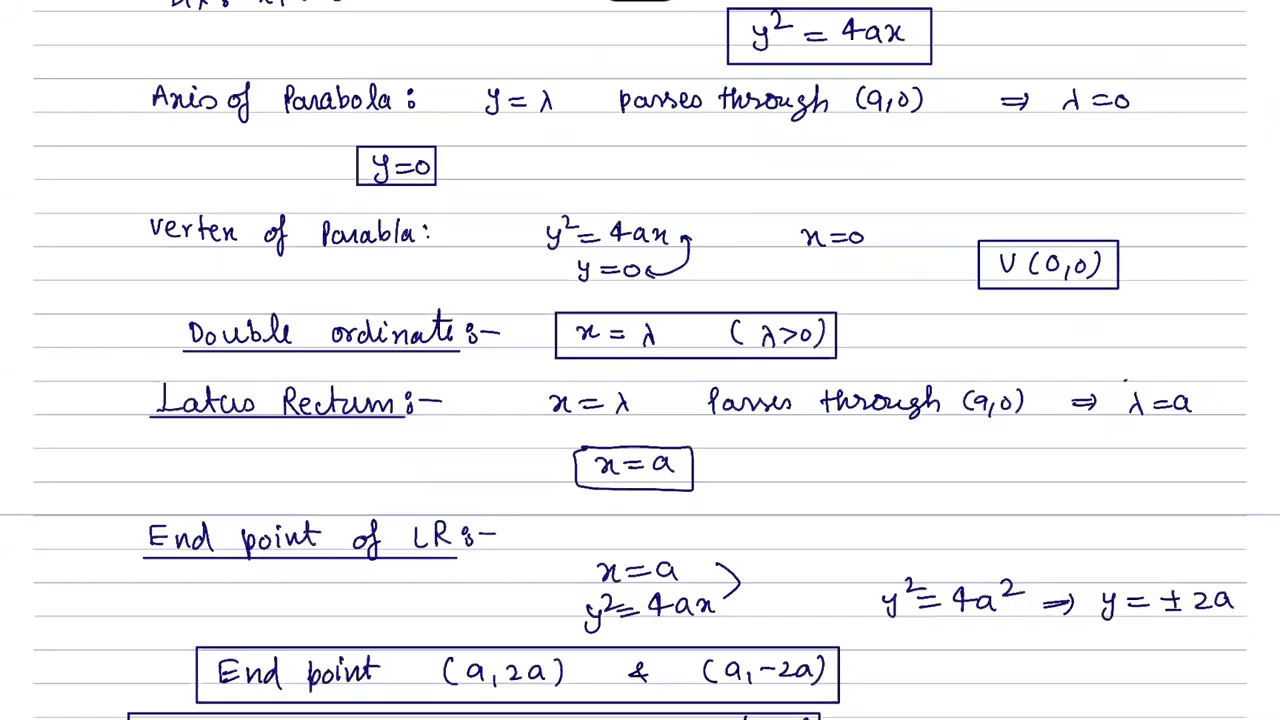 y² = 4ax
Axis of Parabola: y = λ passes through (a,0) ⇒ λ = 0
y=0
Vertex of Parabla: y² = 4ax x=0
y=0 V (0,0)
Double ordinate:- x = λ (λ>0)
Latus Rectum:- x = λ Passes through (a,0) ⇒ λ = a
x = a
End point of LR:-
x = a
y² = 4ax y² = 4a² ⇒ y = ± 2a
End point (a, 2a) & (a, -2a)